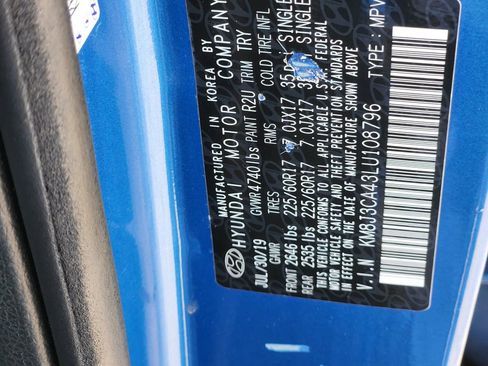 MANUFACTURED IN KOREA BY
HYUNDAI MOTOR COMPANY
JUL/30/19 GVWR 4740 lbs PAINT R2U TRIM TRY
GAWR TIRES RIMS COLD TIRE INFL
FRONT 2646 lbs 225/60R17 7.0JX17 35 SINGLE
REAR 2535 lbs 225/60R17 7.0JX17 SINGLE
THIS VEHICLE CONFORMS TO ALL APPLICABLE U.S.A. FEDERAL
MOTOR VEHICLE SAFETY AND THEFT PREVENTION STANDARDS
IN EFFECT ON THE DATE OF MANUFACTURE SHOWN ABOVE
V.I.N : KM8J3CA43LU108796 TYPE : MPV